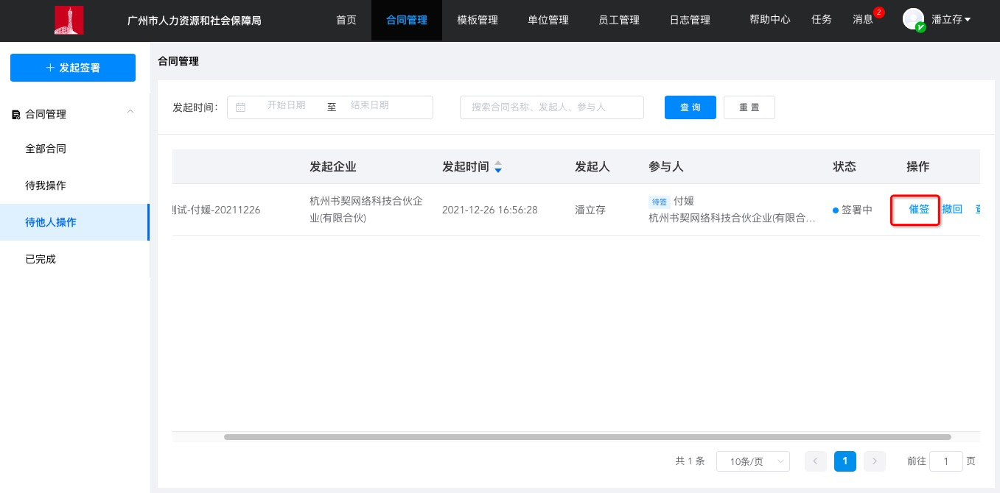 广州市人力资源和社会保障局
首页
合同管理
模板管理
单位管理
员工管理
日志管理
帮助中心
任务
消息
2
潘立存
发起签署
合同管理
全部合同
待我操作
待他人操作
已完成
合同管理
发起时间:
开始日期
至
结束日期
搜索合同名称、发起人、参与人
查询
重置
发起企业
发起时间
发起人
参与人
状态
操作
试-付媛-20211226
杭州书契网络科技合伙企
业(有限合伙)
2021-12-26 16:56:28
潘立存
待签
付媛
杭州书契网络科技合伙企业(有限合…
签署中
催签
撤回
共 1 条
10条/页
1
前往
1
页